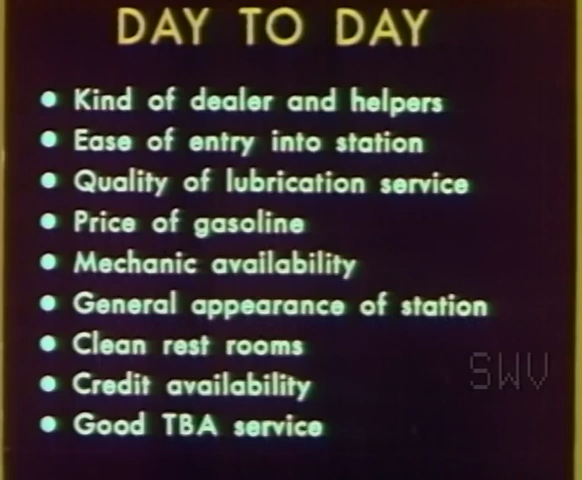 DAY TO DAY
• Kind of dealer and helpers
• Ease of entry into station
• Quality of lubrication service
• Price of gasoline
• Mechanic availability
• General appearance of station
• Clean rest rooms
• Credit availability
• Good TBA service
SWV